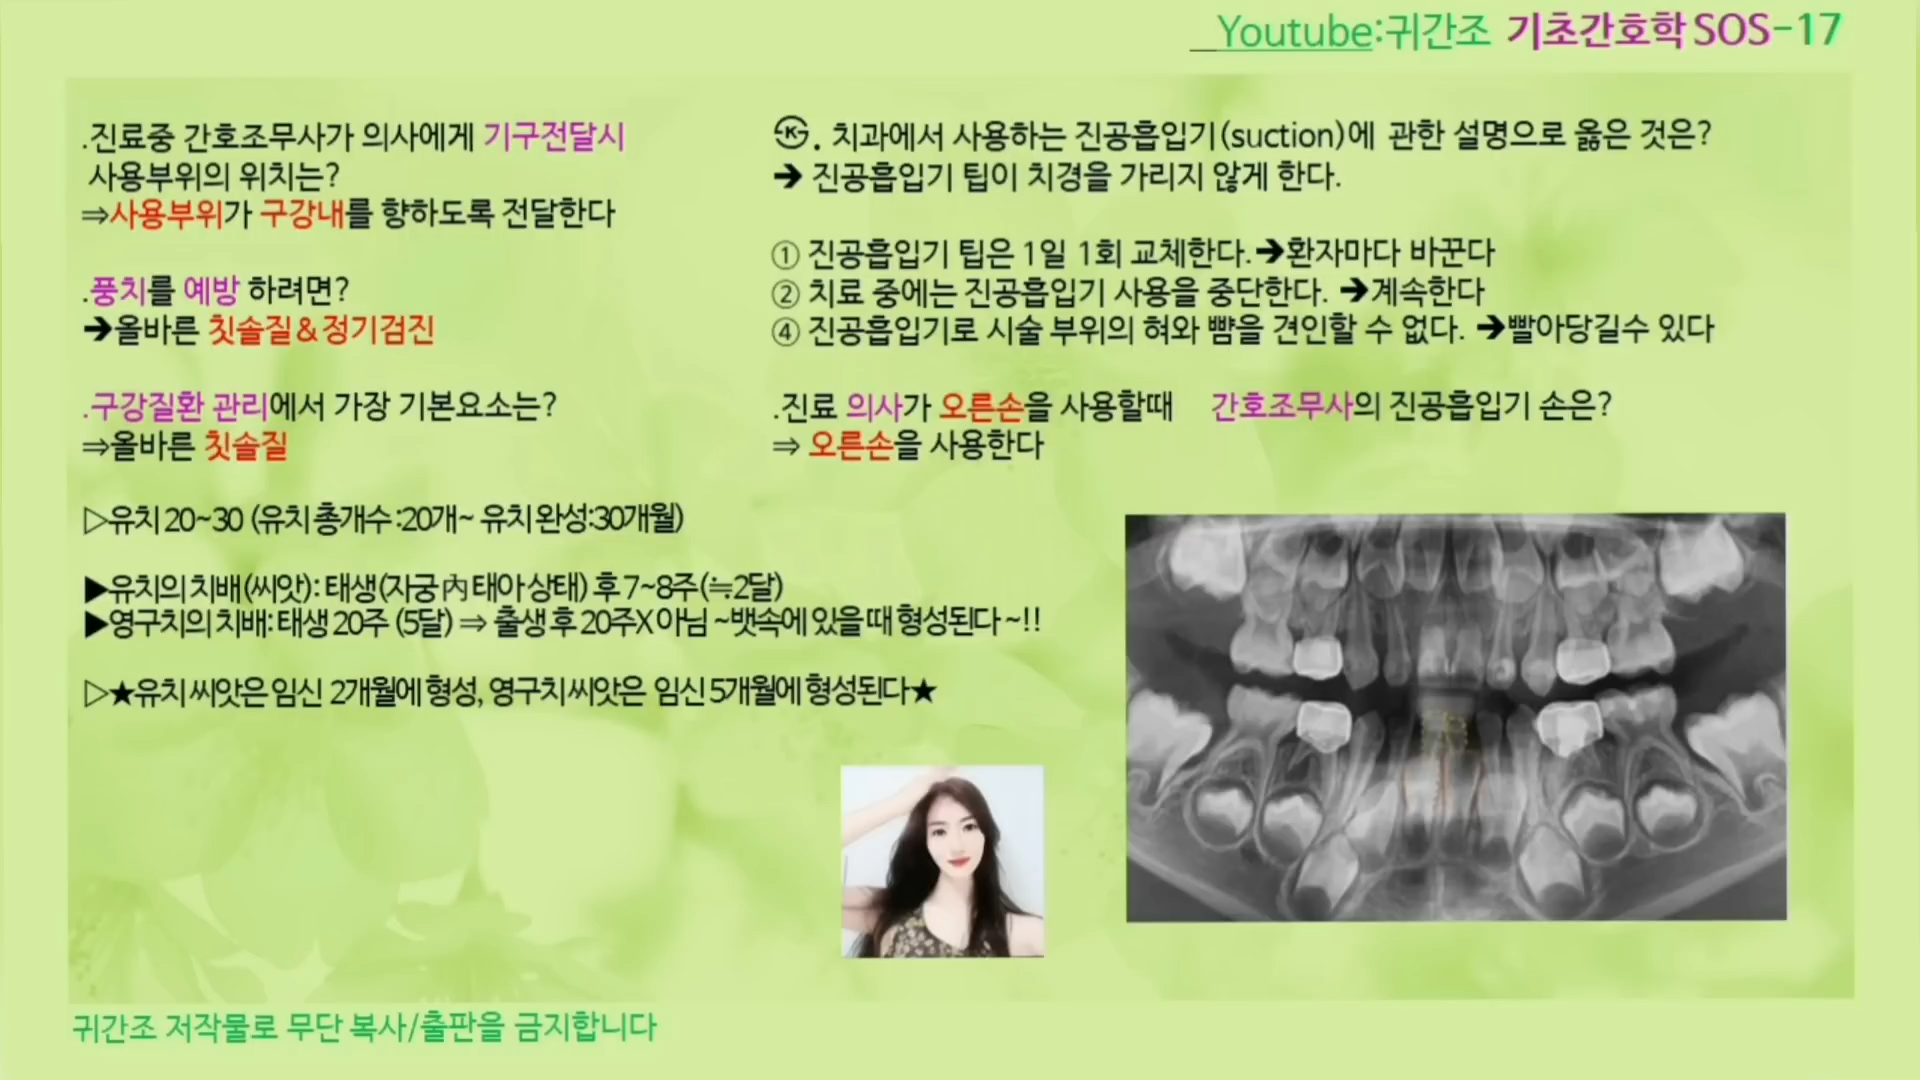 Youtube:귀간조 기초간호학 SOS-17
.진료중 간호조무사가 의사에게 기구전달시
사용부위의 위치는?
⇒사용부위가 구강내를 향하도록 전달한다
.풍치를 예방 하려면?
➔올바른 칫솔질&정기검진
.구강질환 관리에서 가장 기본요소는?
⇒올바른 칫솔질
▷유치 20~30 (유치 총개수 :20개~ 유치 완성:30개월)
▶유치의 치배(씨앗) : 태생(자궁 內 태아 상태) 후 7~8주(≒2달)
▶영구치의 치배: 태생 20주 (5달) ⇒ 출생 후 20주X 아님 ~뱃속에 있을 때 형성된다 ~!!
▷★유치 씨앗은 임신 2개월에 형성, 영구치 씨앗은 임신 5개월에 형성된다★
K. 치과에서 사용하는 진공흡입기(suction)에 관한 설명으로 옳은 것은?
➔ 진공흡입기 팁이 치경을 가리지 않게 한다.
① 진공흡입기 팁은 1일 1회 교체한다.➔환자마다 바꾼다
② 치료 중에는 진공흡입기 사용을 중단한다. ➔계속한다
④ 진공흡입기로 시술 부위의 혀와 뺨을 견인할 수 없다. ➔빨아당길수 있다
.진료 의사가 오른손을 사용할때 간호조무사의 진공흡입기 손은?
⇒ 오른손을 사용한다
귀간조 저작물로 무단 복사/출판을 금지합니다